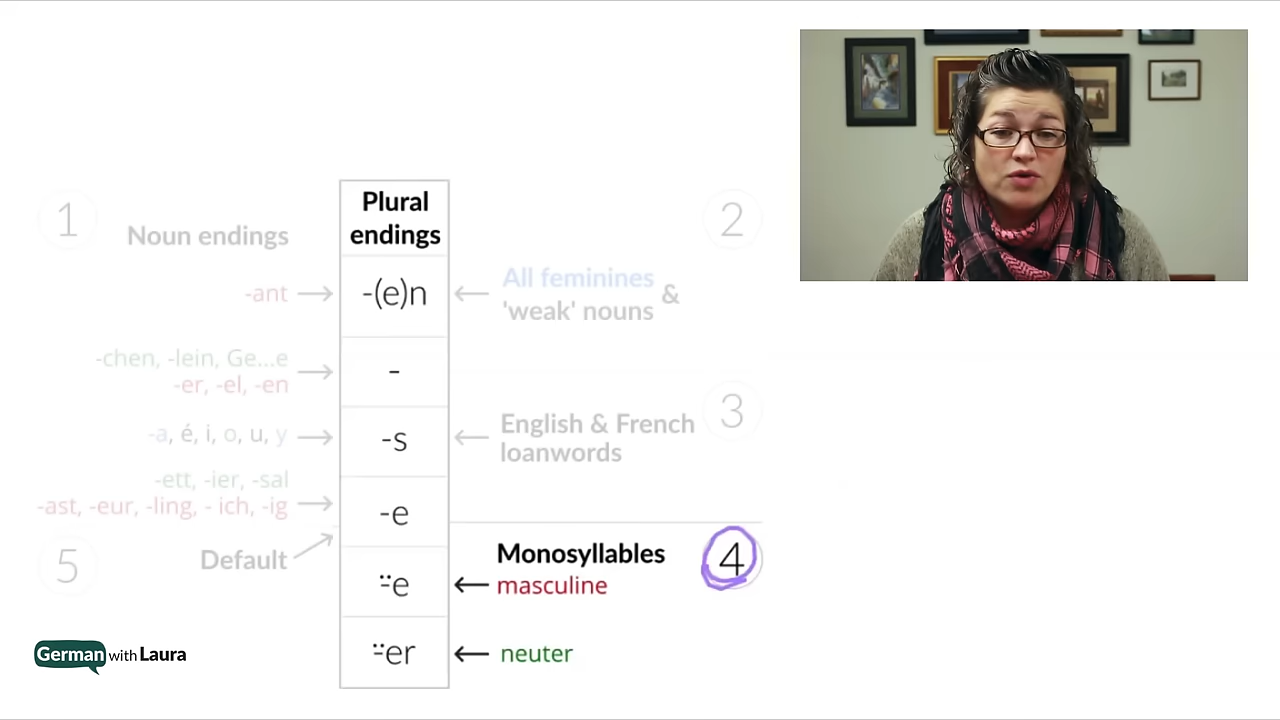 Plural
endings
1
Noun endings
-ant
-(e)n
All feminines
'weak' nouns
&
2
-chen, -lein, Ge...e
-er, -el, -en
-
-a, é, i, o, u, y
-s
English & French
loanwords
3
-ett, -ier, -sal
-ast, -eur, -ling, - ich, -ig
-e
5
Default
Monosyllables
4
-̈e
masculine
-̈er
neuter
German with Laura